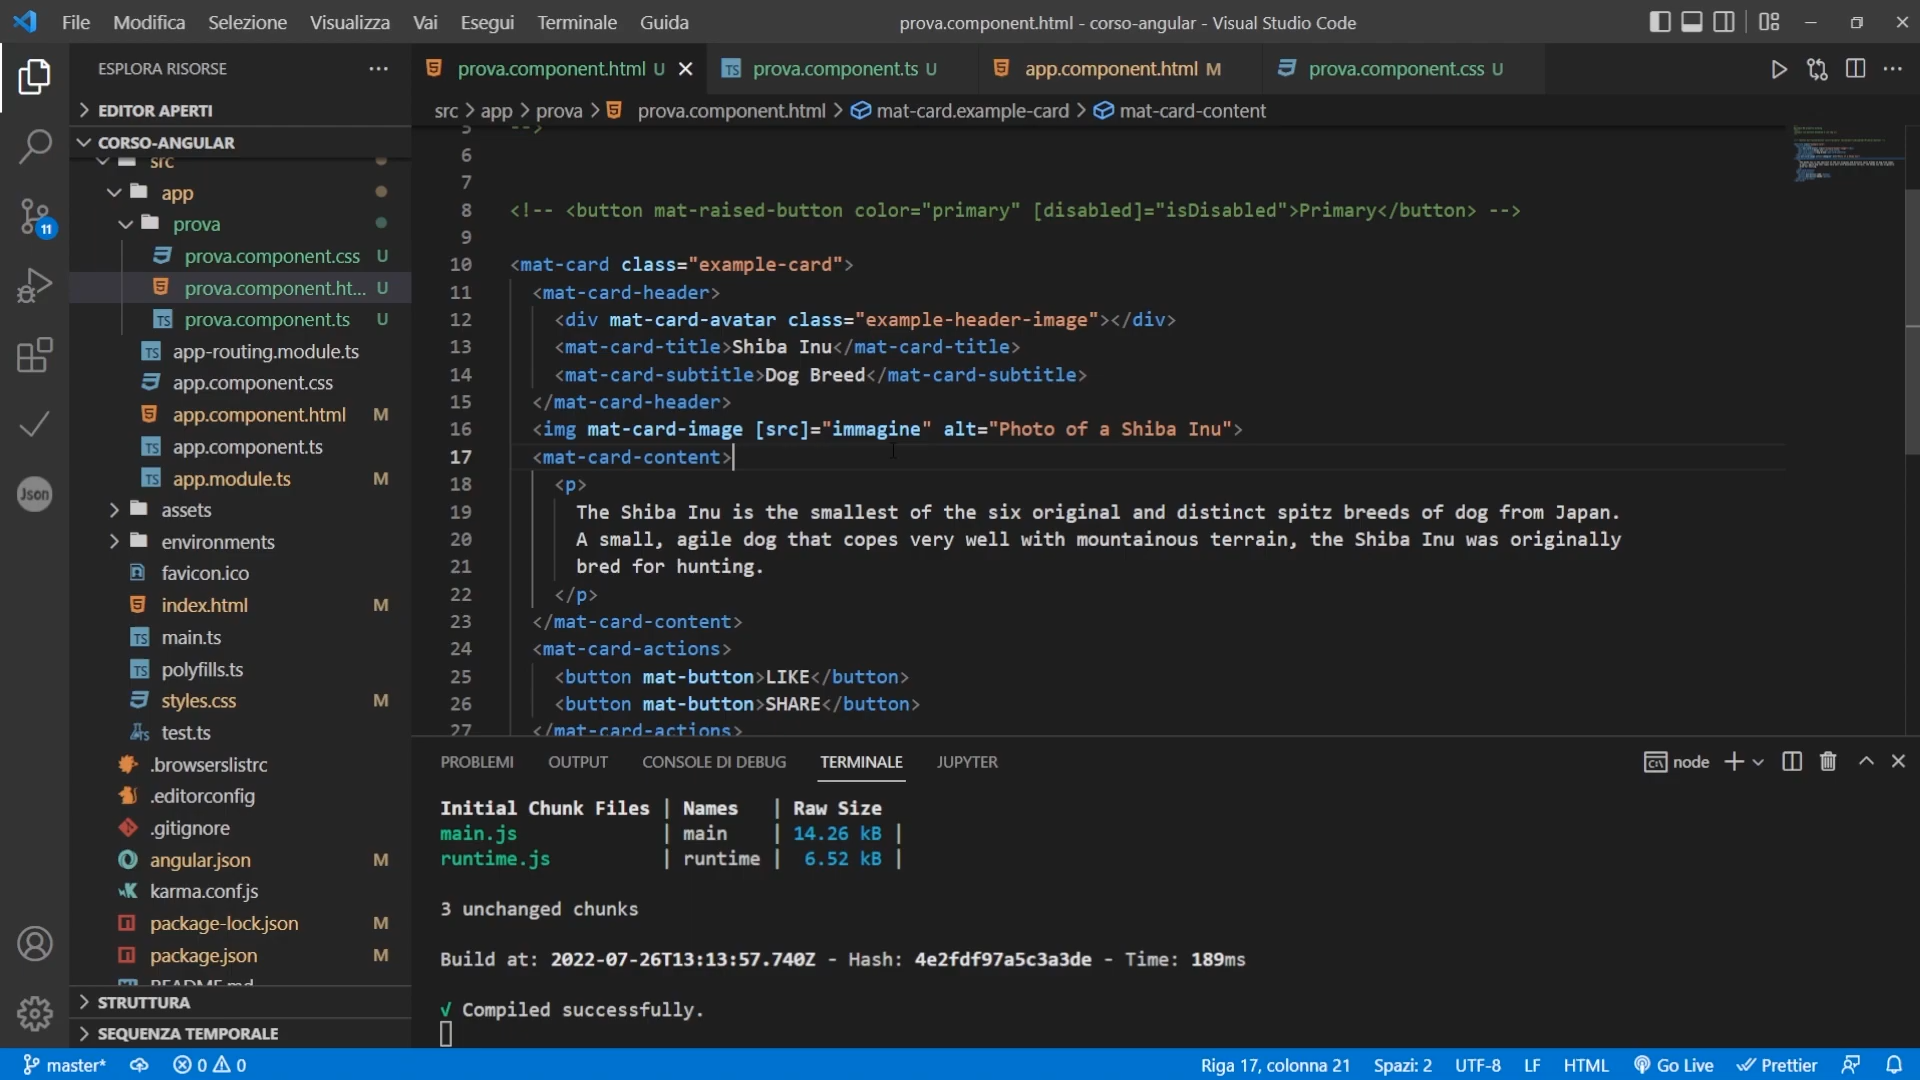 File Modifica Selezione Visualizza Vai Esegui Terminale Guida
prova.component.html - corso-angular - Visual Studio Code
ESPLORA RISORSE
prova.component.html U
prova.component.ts U
app.component.html M
prova.component.css U
EDITOR APERTI
src > app > prova > prova.component.html > mat-card.example-card > mat-card-content
CORSO-ANGULAR
src
app
prova
prova.component.css U
prova.component.ht... U
prova.component.ts U
app-routing.module.ts
app.component.css
app.component.html M
app.component.ts
app.module.ts M
assets
environments
favicon.ico
index.html M
main.ts
polyfills.ts
styles.css M
test.ts
.browserslistrc
.editorconfig
.gitignore
angular.json M
karma.conf.js
package-lock.json M
package.json M
README.md
STRUTTURA
SEQUENZA TEMPORALE
11
Json
5 -->
6
7
8 <!-- <button mat-raised-button color="primary" [disabled]="isDisabled">Primary</button> -->
9
10 <mat-card class="example-card">
11 <mat-card-header>
12 <div mat-card-avatar class="example-header-image"></div>
13 <mat-card-title>Shiba Inu</mat-card-title>
14 <mat-card-subtitle>Dog Breed</mat-card-subtitle>
15 </mat-card-header>
16 <img mat-card-image [src]="immagine" alt="Photo of a Shiba Inu">
17 <mat-card-content>
18 <p>
19 The Shiba Inu is the smallest of the six original and distinct spitz breeds of dog from Japan.
20 A small, agile dog that copes very well with mountainous terrain, the Shiba Inu was originally
21 bred for hunting.
22 </p>
23 </mat-card-content>
24 <mat-card-actions>
25 <button mat-button>LIKE</button>
26 <button mat-button>SHARE</button>
27 </mat-card-actions>
PROBLEMI OUTPUT CONSOLE DI DEBUG TERMINALE JUPYTER
node
Initial Chunk Files | Names | Raw Size
main.js | main | 14.26 kB |
runtime.js | runtime | 6.52 kB |
3 unchanged chunks
Build at: 2022-07-26T13:13:57.740Z - Hash: 4e2fdf97a5c3a3de - Time: 189ms
√ Compiled successfully.
master* 0 0
Riga 17, colonna 21 Spazi: 2 UTF-8 LF HTML Go Live Prettier